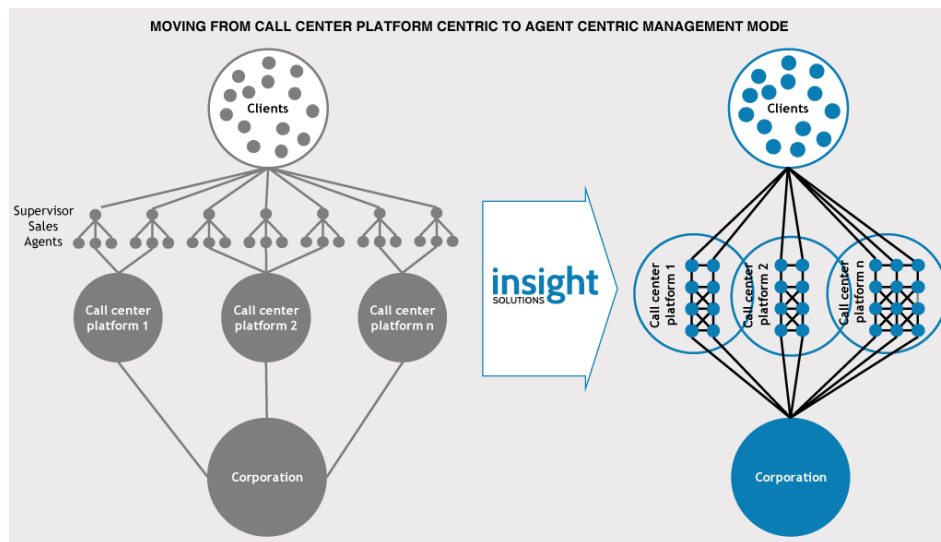 MOVING FROM CALL CENTER PLATFORM CENTRIC TO AGENT CENTRIC MANAGEMENT MODE
Clients
Supervisor
Sales
Agents
Call center
platform 1
Call center
platform 2
Call center
platform n
Corporation
insight
SOLUTIONS
Clients
Call center
platform 1
Call center
platform 2
Call center
platform n
Corporation